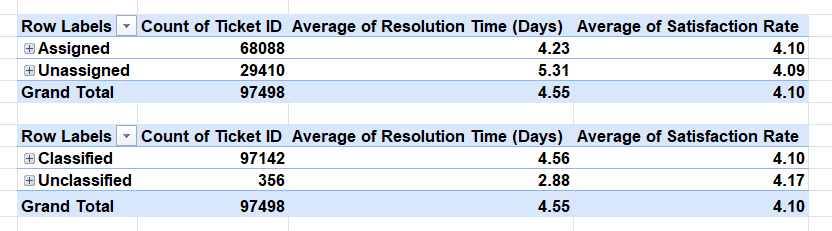 Row Labels Count of Ticket ID Average of Resolution Time (Days) Average of Satisfaction Rate
Assigned 68088 4.23 4.10
Unassigned 29410 5.31 4.09
Grand Total 97498 4.55 4.10
Row Labels Count of Ticket ID Average of Resolution Time (Days) Average of Satisfaction Rate
Classified 97142 4.56 4.10
Unclassified 356 2.88 4.17
Grand Total 97498 4.55 4.10